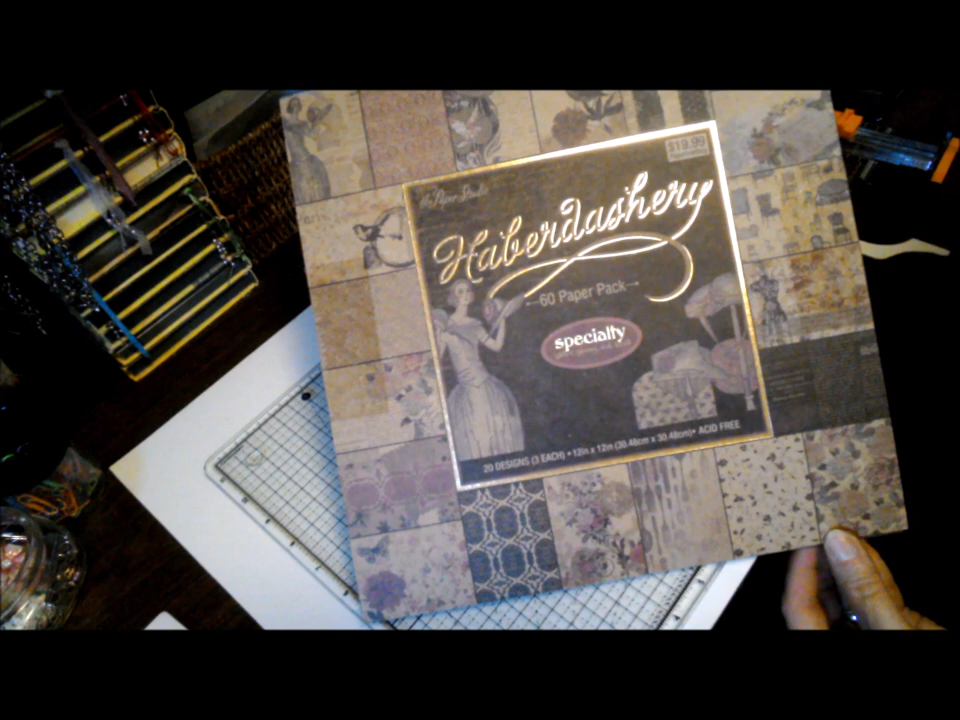 The Paper Studio
$19.99
Haberdashery
60 Paper Pack
specialty
20 DESIGNS (3 EACH) • 12in x 12in (30.48cm x 30.48cm) • ACID FREE